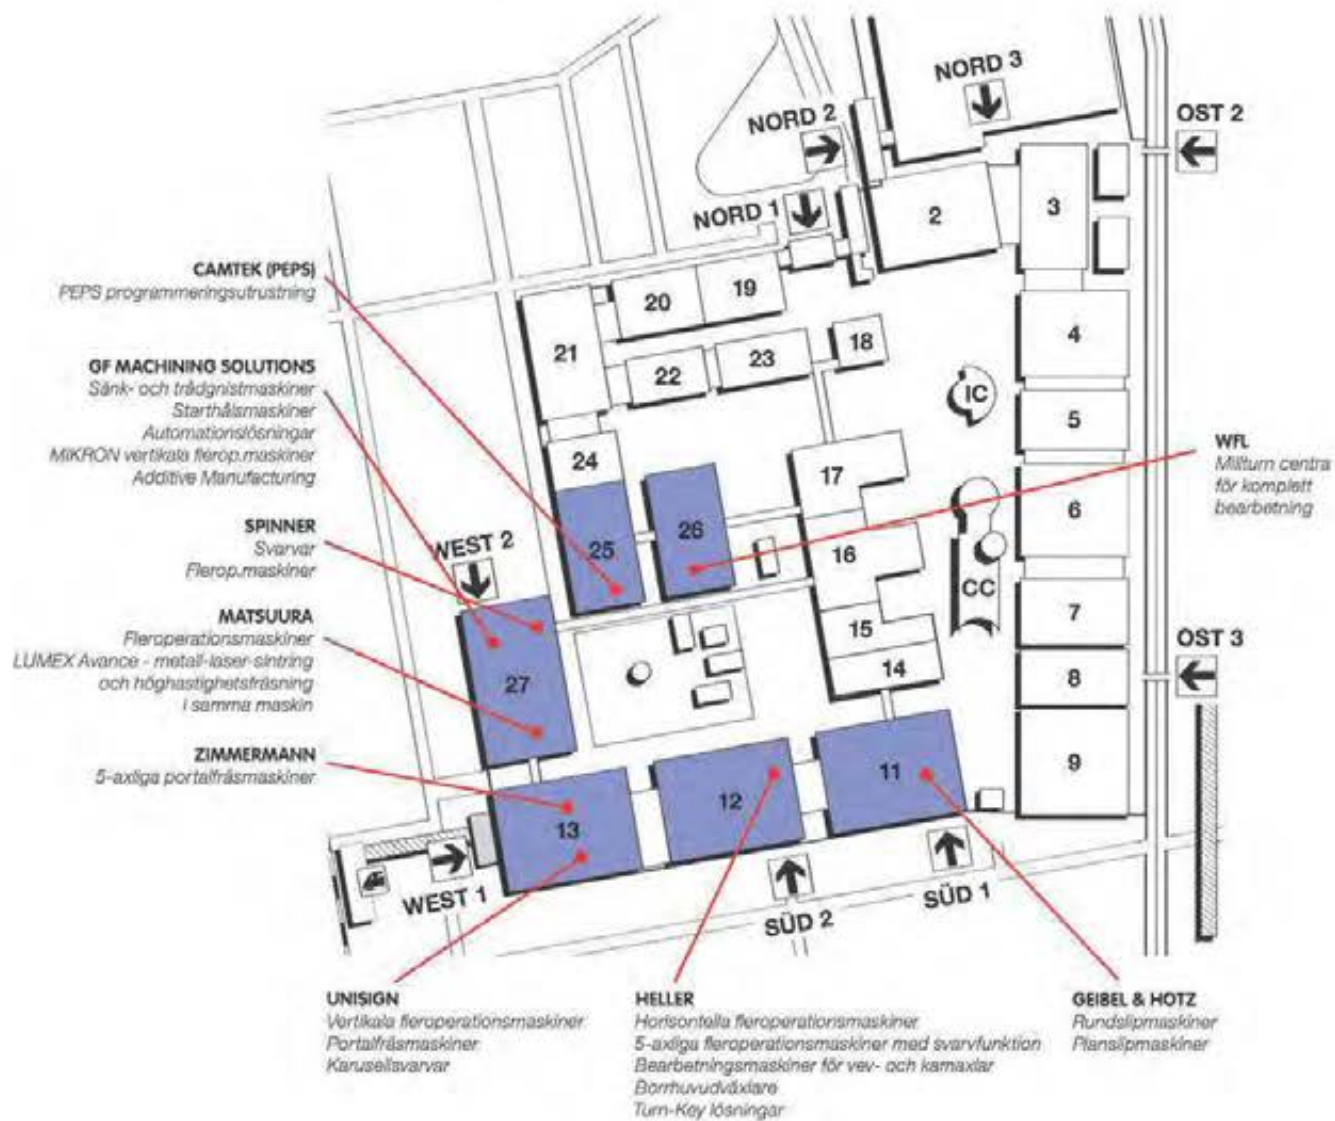 NORD 3
NORD 2
OST 2
NORD 1
2
3
CAMTEK (PEPS)
PEPS programmeringsutrustning
20
19
21
22
23
18
4
GF MACHINING SOLUTIONS
Sänk- och trådgnistmaskiner
Starthålsmaskiner
Automationslösningar
MIKRON vertikala flerop.maskiner
Additive Manufacturing
IC
5
24
17
WFL
Millturn centra
för komplett
bearbetning
26
6
SPINNER
Svarvar
Flerop.maskiner
WEST 2
25
16
CC
MATSUURA
Fleroperationsmaskiner
LUMEX Avance - metall-laser-sintring
och höghastighetsfräsning
i samma maskin
7
15
OST 3
14
8
27
ZIMMERMANN
5-axliga portalfräsmaskiner
11
9
12
13
WEST 1
SÜD 2
SÜD 1
UNISIGN
Vertikala fleroperationsmaskiner
Portalfräsmaskiner
Karusellsvarvar
HELLER
Horisontella fleroperationsmaskiner
5-axliga fleroperationsmaskiner med svarvfunktion
Bearbetningsmaskiner för vev- och kamaxlar
Borrhuvudväxlare
Turn-Key lösningar
GEIBEL & HOTZ
Rundslipmaskiner
Planslipmaskiner